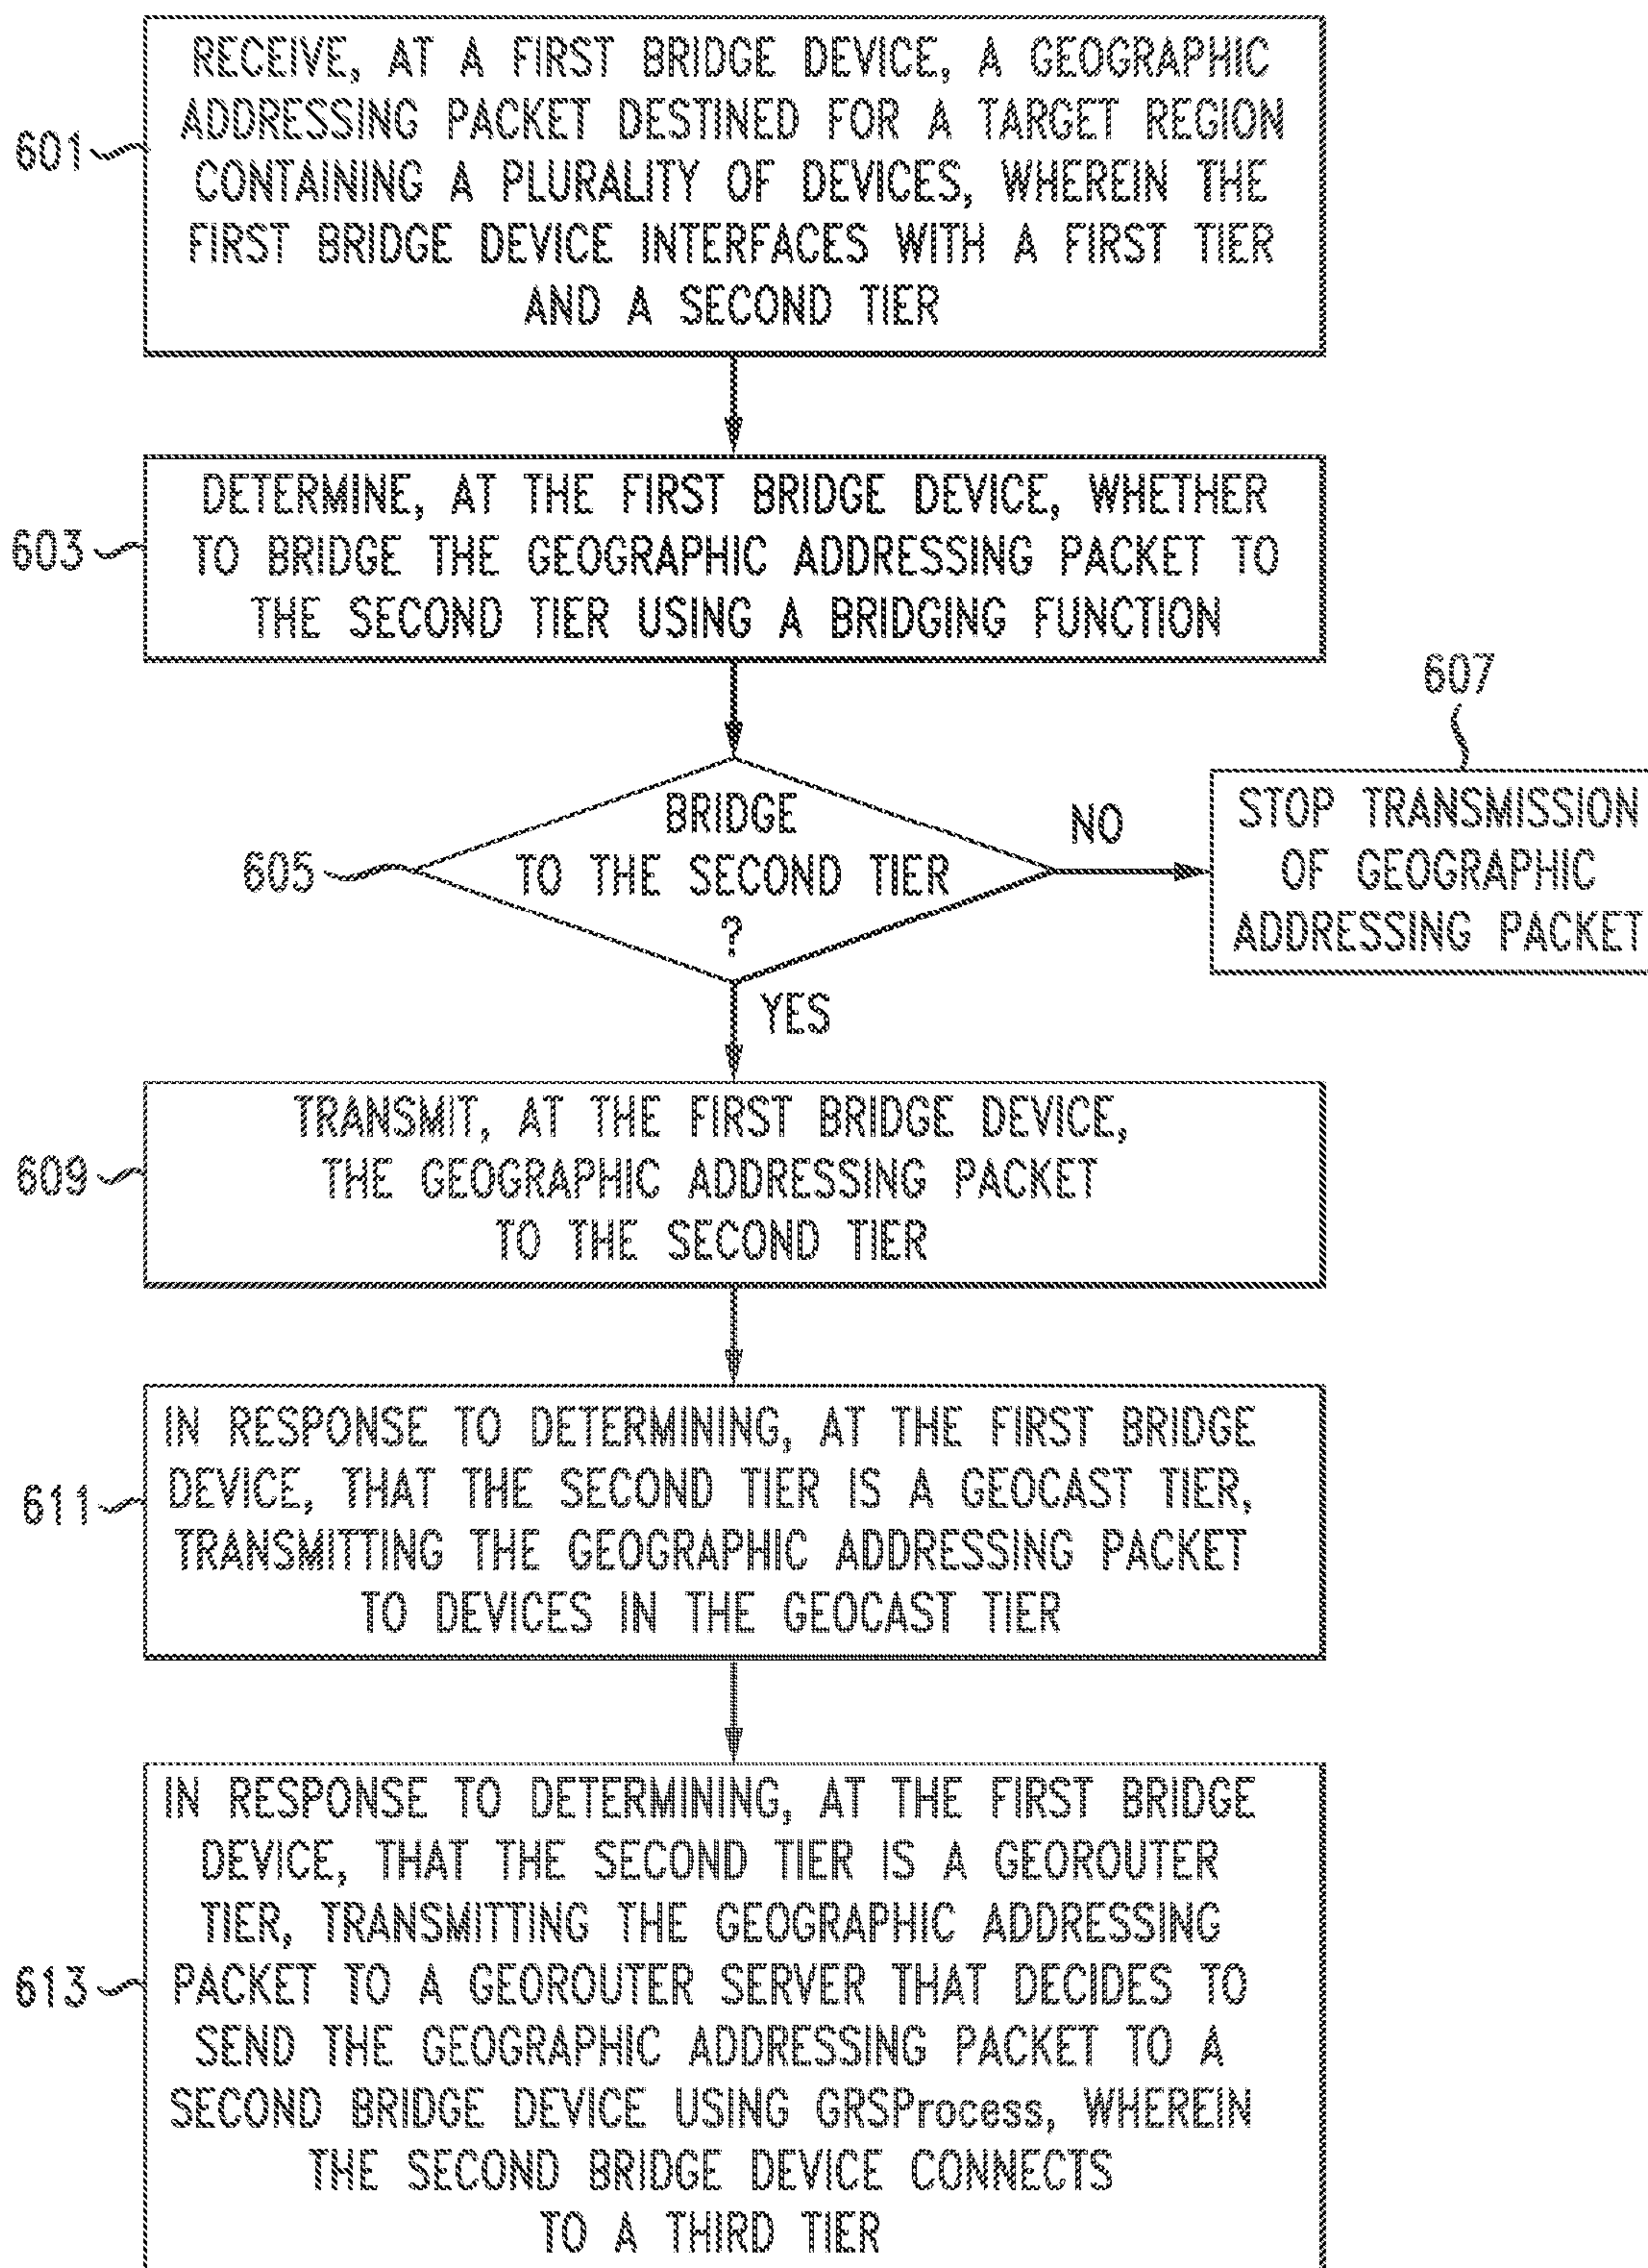 RECEIVE, AT A FIRST BRIDGE DEVICE, A GEOGRAPHIC
ADDRESSING PACKET DESTINED FOR A TARGET REGION
601
CONTAINING A PLURALITY OF DEVICES, WHEREIN THE
FIRST BRIDGE DEVICE INTERFACES WITH A FIRST TIER
AND A SECOND TIER
DETERMINE, AT THE FIRST BRIDGE DEVICE, WHETHER
603
TO BRIDGE THE GEOGRAPHIC ADDRESSING PACKET TO
THE SECOND TIER USING A BRIDGING FUNCTION
605
BRIDGE
TO THE SECOND TIER
?
NO
607
STOP TRANSMISSION
OF GEOGRAPHIC
ADDRESSING PACKET
YES
TRANSMIT, AT THE FIRST BRIDGE DEVICE,
609
THE GEOGRAPHIC ADDRESSING PACKET
TO THE SECOND TIER
IN RESPONSE TO DETERMINING, AT THE FIRST BRIDGE
DEVICE, THAT THE SECOND TIER IS A GEOCAST TIER,
611
TRANSMITTING THE GEOGRAPHIC ADDRESSING PACKET
TO DEVICES IN THE GEOCAST TIER
IN RESPONSE TO DETERMINING, AT THE FIRST BRIDGE
DEVICE, THAT THE SECOND TIER IS A GEOROUTER
TIER, TRANSMITTING THE GEOGRAPHIC ADDRESSING
613
PACKET TO A GEOROUTER SERVER THAT DECIDES TO
SEND THE GEOGRAPHIC ADDRESSING PACKET TO A
SECOND BRIDGE DEVICE USING GRSProcess, WHEREIN
THE SECOND BRIDGE DEVICE CONNECTS
TO A THIRD TIER